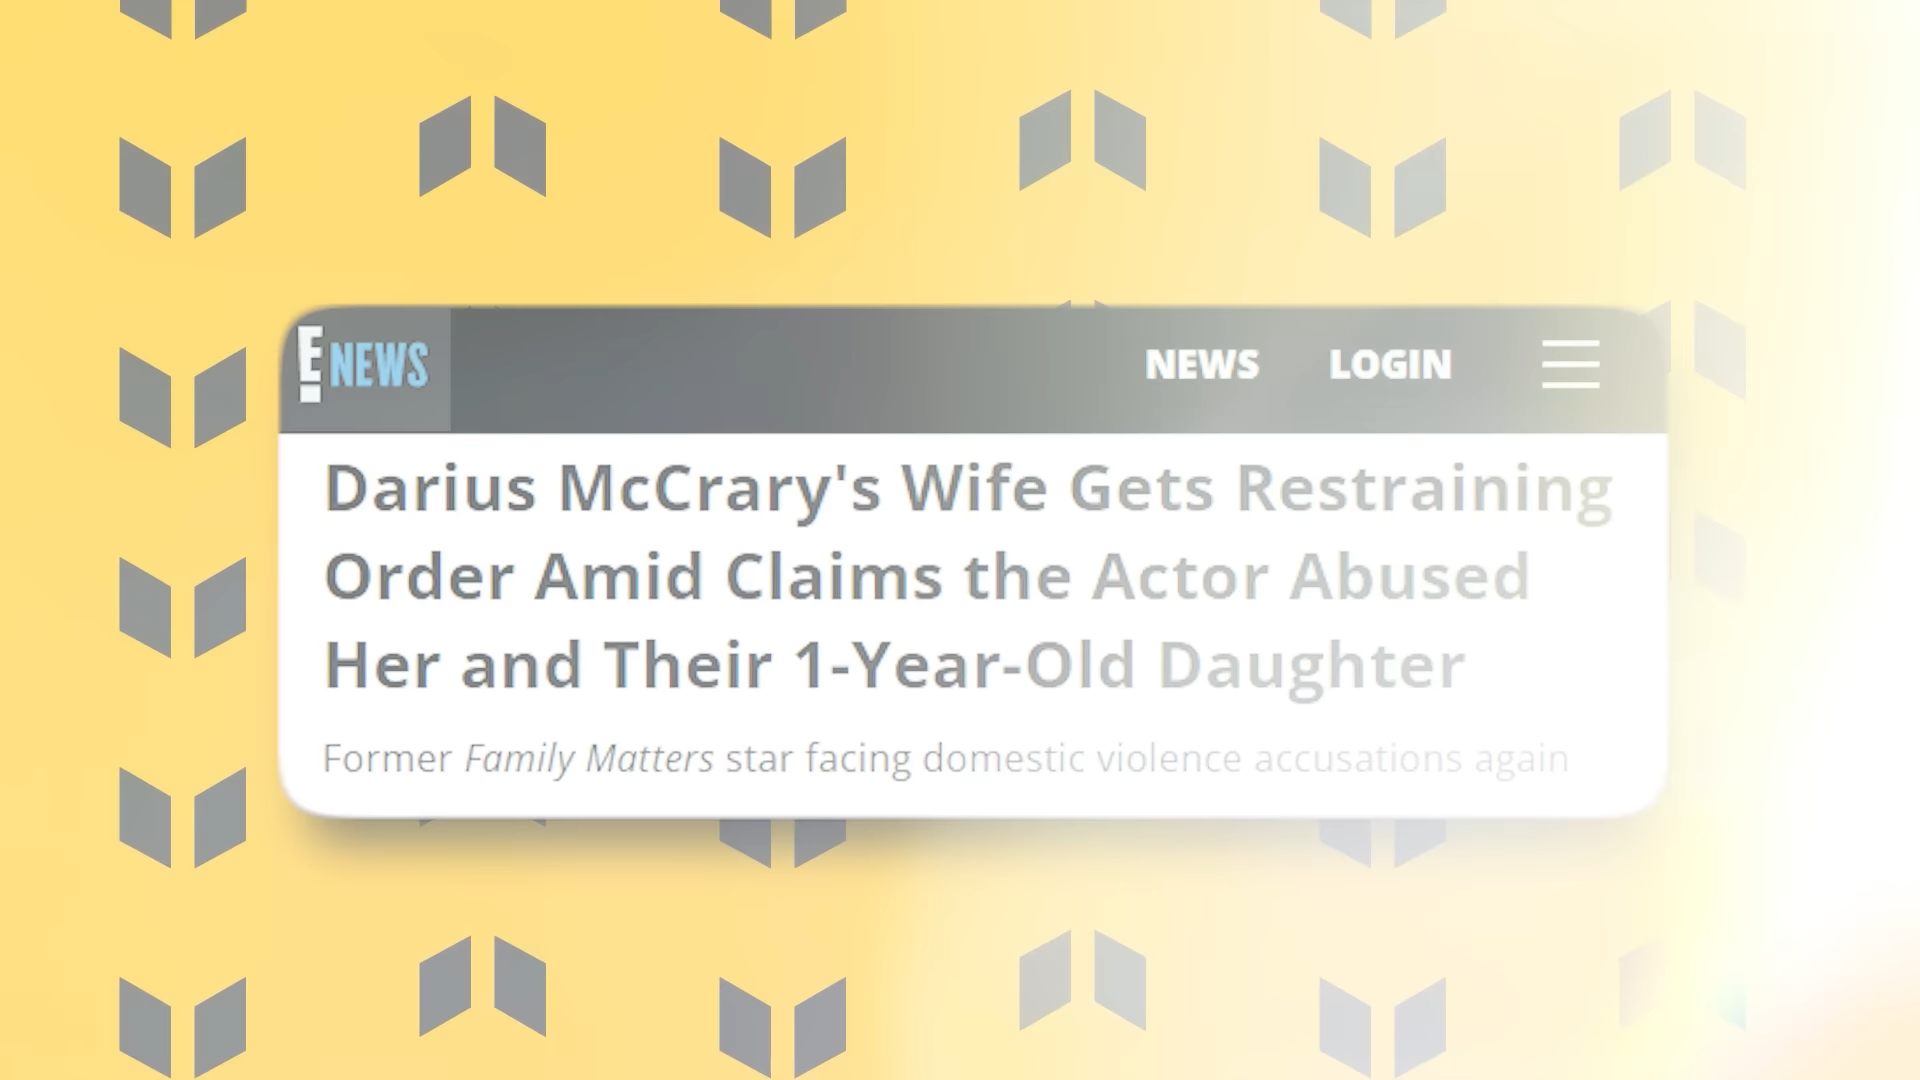 E! NEWS
NEWS LOGIN
Darius McCrary's Wife Gets Restraining
Order Amid Claims the Actor Abused
Her and Their 1-Year-Old Daughter
Former Family Matters star facing domestic violence accusations again